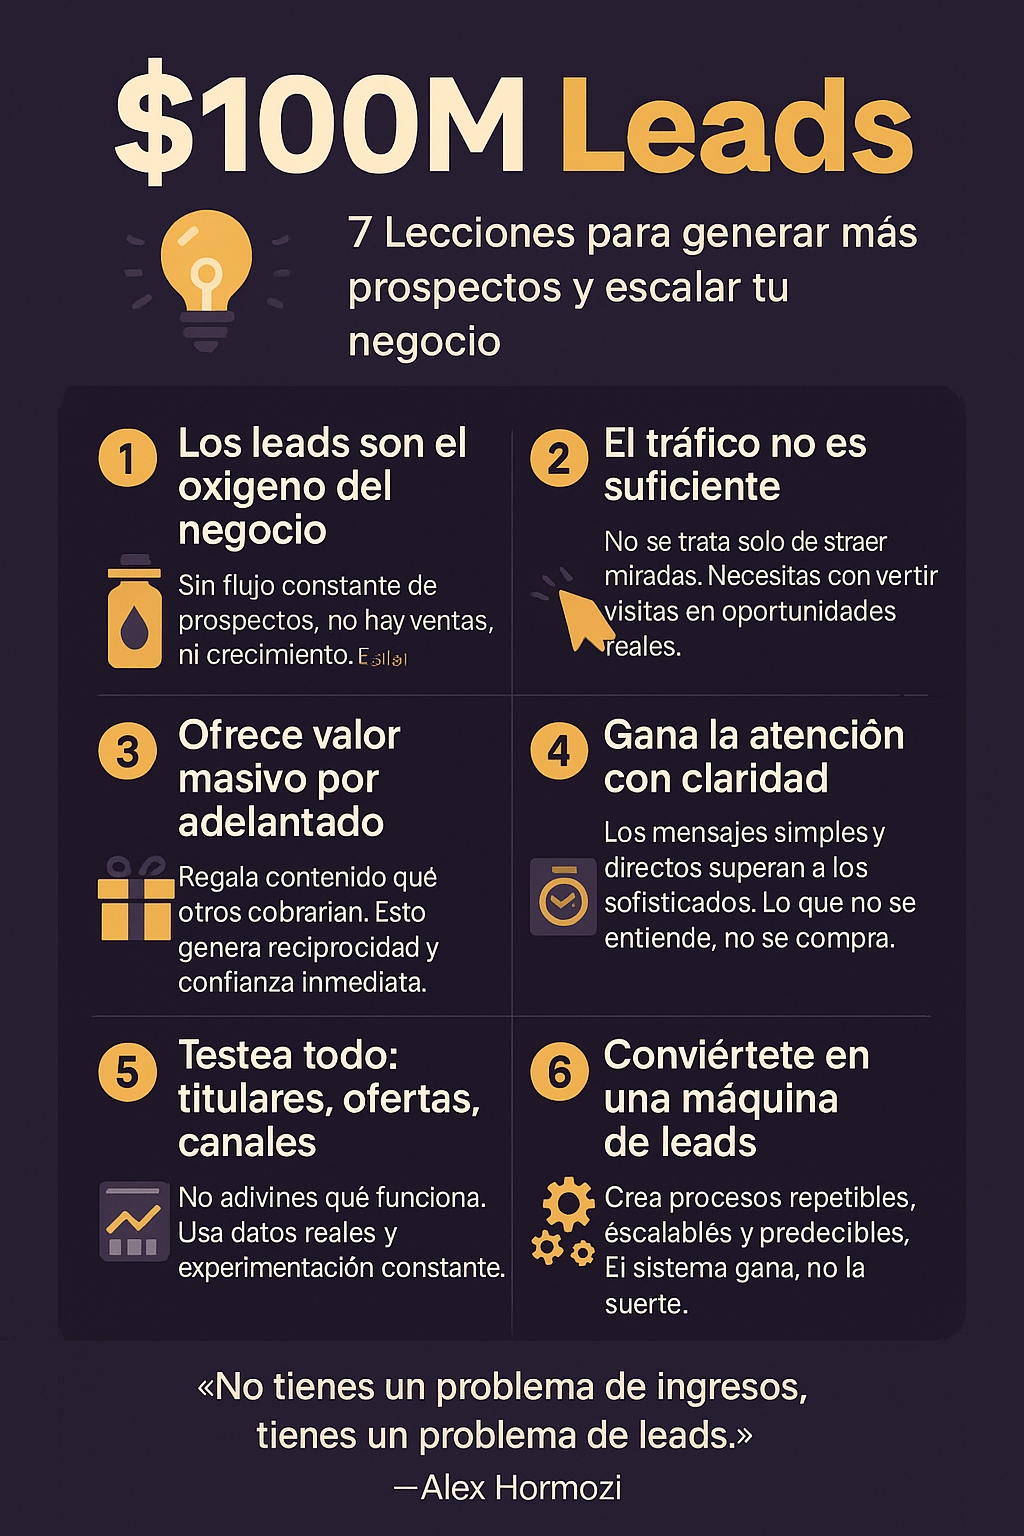 $100M Leads
7 Lecciones para generar más
prospectos y escalar tu
negocio
1
Los leads son el
oxigeno del
negocio
Sin flujo constante de
prospectos, no hay ventas,
ni crecimiento.
2
El tráfico no es
suficiente
No se trata solo de straer
miradas. Necesitas con vertir
visitas en oportunidades
reales.
3
Ofrece valor
masivo por
adelantado
Regala contenido qué
otros cobrarian. Esto
genera reciprocidad y
confianza inmediata.
4
Gana la atención
con claridad
Los mensajes simples y
directos superan a los
sofisticados. Lo que no se
entiende, no se compra.
5
Testea todo:
titulares, ofertas,
canales
No adivines qué funciona.
Usa datos reales y
experimentación constante.
6
Conviértete en
una máquina
de leads
Crea procesos repetibles,
éscalablés y predecibles,
Ei sistema gana, no la
suerte.
«No tienes un problema de ingresos,
tienes un problema de leads.»
—Alex Hormozi